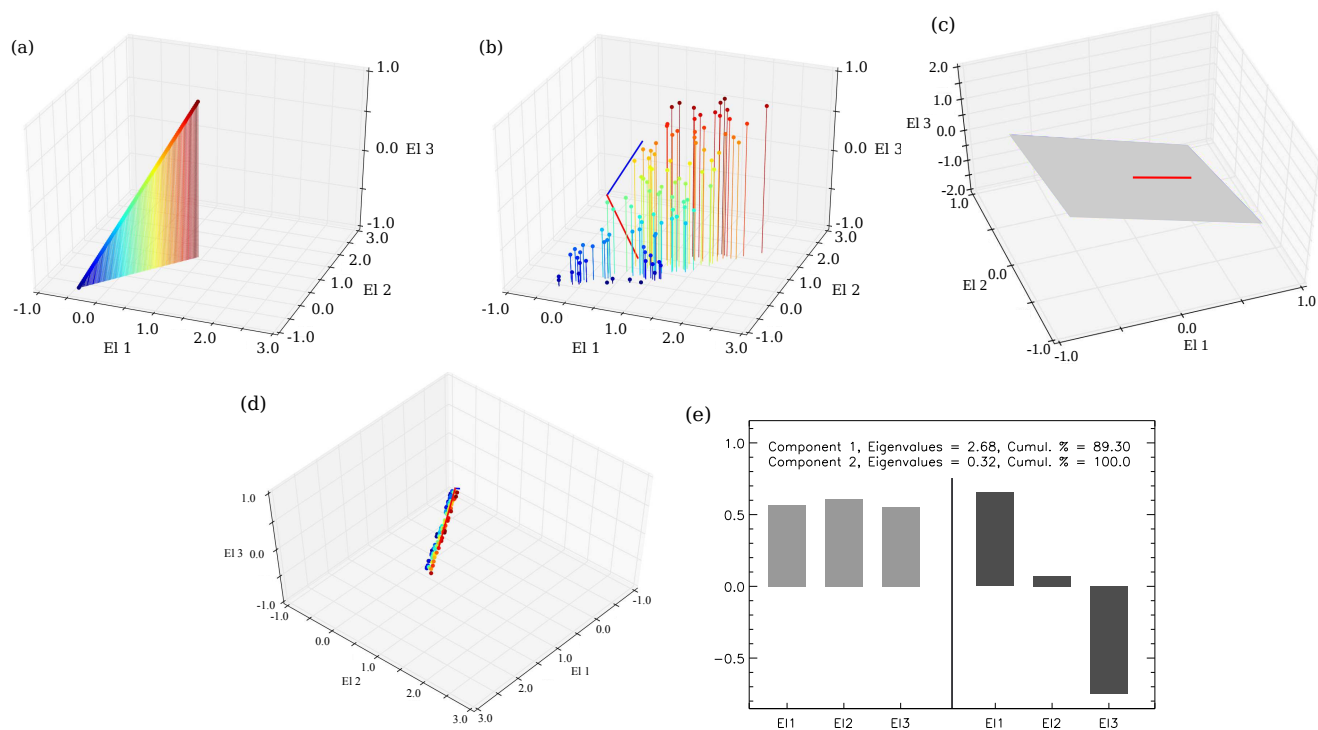 (a)
1.0
0.0
El 3
-1.0
3.0
2.0
El 2
1.0
0.0
-1.0
-1.0
0.0
1.0
2.0
3.0
El 1
(b)
1.0
0.0
El 3
-1.0
3.0
2.0
El 2
1.0
0.0
-1.0
-1.0
0.0
1.0
2.0
3.0
El 1
(c)
2.0
1.0
El 3
0.0
-1.0
-2.0
1.0
0.0
El 2
-1.0
-1.0
0.0
1.0
El 1
(d)
1.0
El 3 0.0
-1.0
-1.0
0.0
1.0
El 2
2.0
3.0
3.0
2.0
El 1
1.0
0.0
-1.0
(e)
Component 1, Eigenvalues = 2.68, Cumul. % = 89.30
Component 2, Eigenvalues = 0.32, Cumul. % = 100.0
1.0
0.5
0.0
−0.5
El1 El2 El3 El1 El2 El3